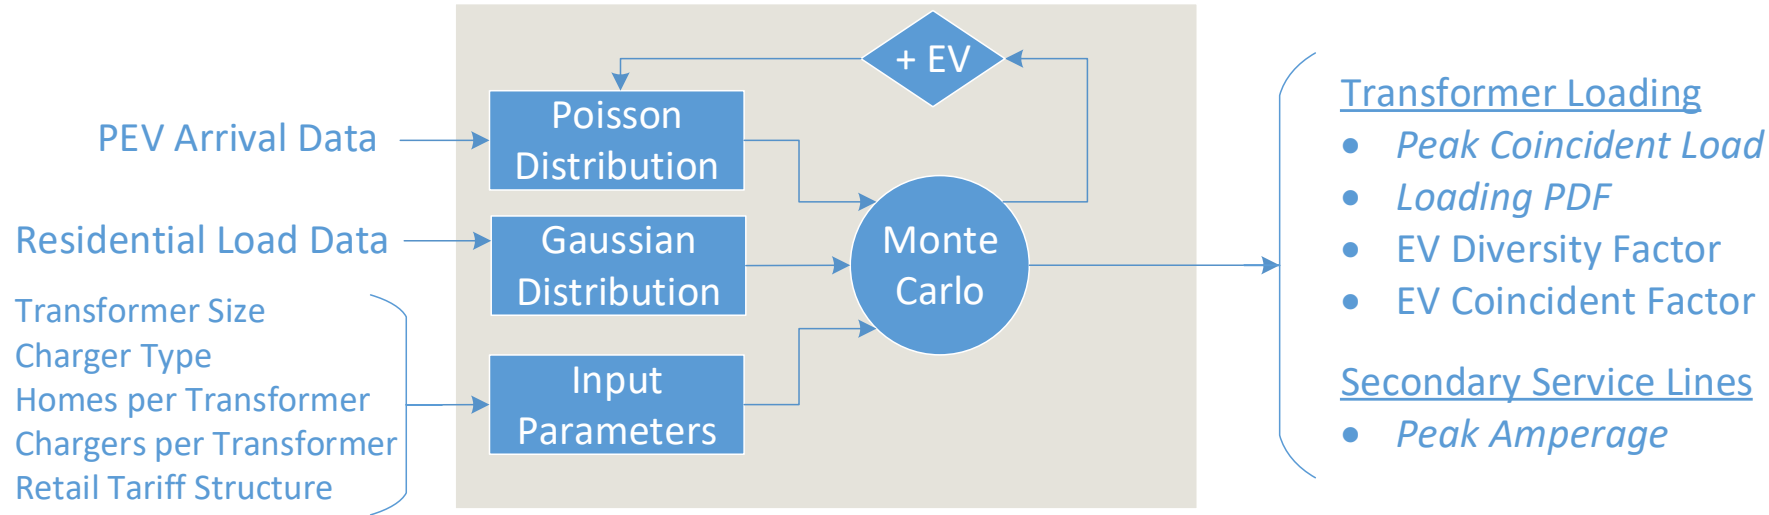 + EV
PEV Arrival Data
Poisson
Distribution
Residential Load Data
Gaussian
Distribution
Transformer Size
Charger Type
Homes per Transformer
Chargers per Transformer
Retail Tariff Structure
Input
Parameters
Monte
Carlo
Transformer Loading
• Peak Coincident Load
• Loading PDF
• EV Diversity Factor
• EV Coincident Factor
Secondary Service Lines
• Peak Amperage